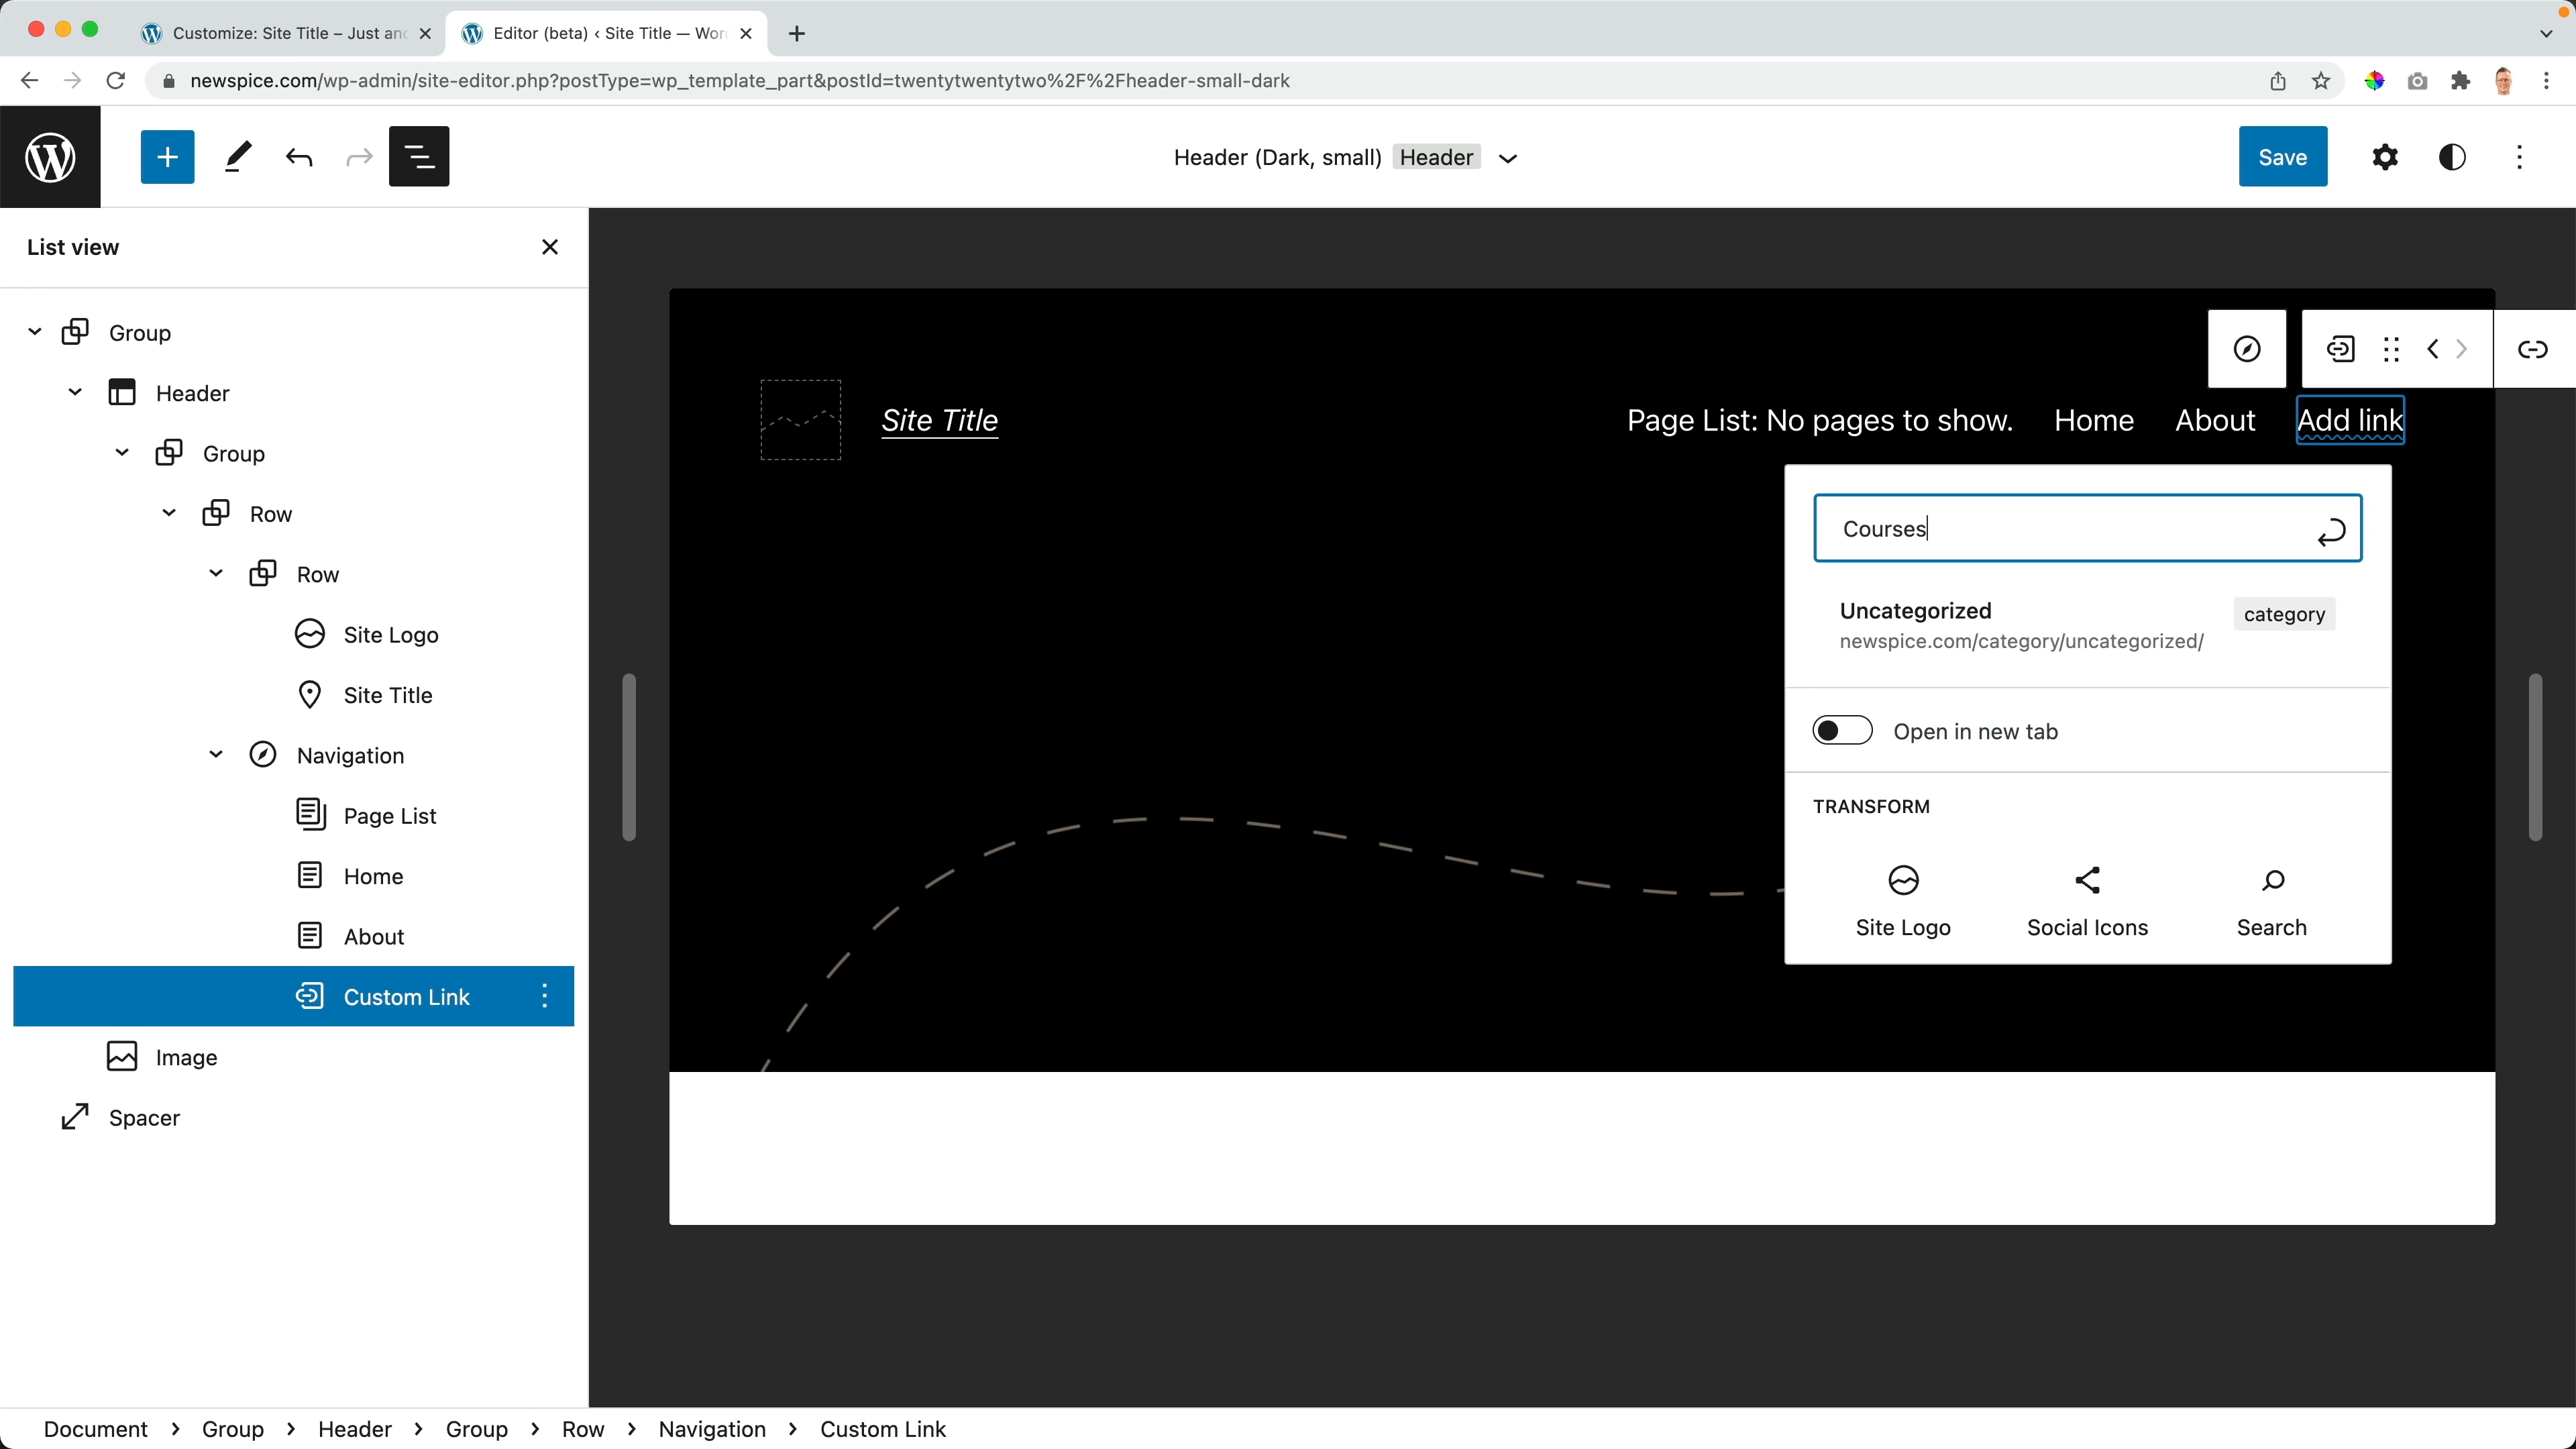 Customize: Site Title – Just an
Editor (beta) ‹ Site Title — Wor
newspice.com/wp-admin/site-editor.php?postType=wp_template_part&postId=twentytwentytwo%2F%2Fheader-small-dark
Header (Dark, small) Header
Save
List view
Group
Header
Group
Row
Row
Site Logo
Site Title
Navigation
Page List
Home
About
Custom Link
Image
Spacer
Site Title
Page List: No pages to show. Home About Add link
Courses
Uncategorized
category
newspice.com/category/uncategorized/
Open in new tab
TRANSFORM
Site Logo Social Icons Search
Document › Group › Header › Group › Row › Navigation › Custom Link